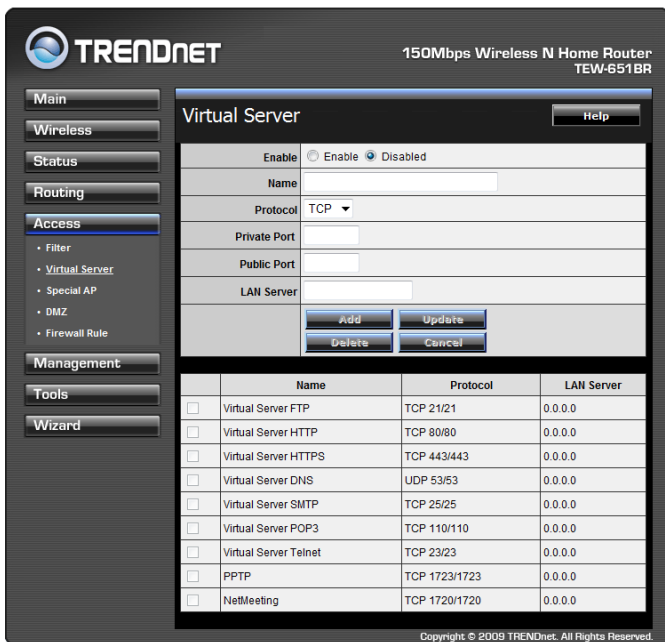 TRENDNET
150Mbps Wireless N Home Router
TEW-651BR
Main
Wireless
Status
Routing
Access
• Filter
• Virtual Server
• Special AP
• DMZ
• Firewall Rule
Management
Tools
Wizard
Virtual Server
Help
Enable Enable Disabled
Name
Protocol TCP
Private Port
Public Port
LAN Server
Add Update
Delete Cancel
Name Protocol LAN Server
Virtual Server FTP TCP 21/21 0.0.0.0
Virtual Server HTTP TCP 80/80 0.0.0.0
Virtual Server HTTPS TCP 443/443 0.0.0.0
Virtual Server DNS UDP 53/53 0.0.0.0
Virtual Server SMTP TCP 25/25 0.0.0.0
Virtual Server POP3 TCP 110/110 0.0.0.0
Virtual Server Telnet TCP 23/23 0.0.0.0
PPTP TCP 1723/1723 0.0.0.0
NetMeeting TCP 1720/1720 0.0.0.0
Copyright © 2009 TRENDnet. All Rights Reserved.